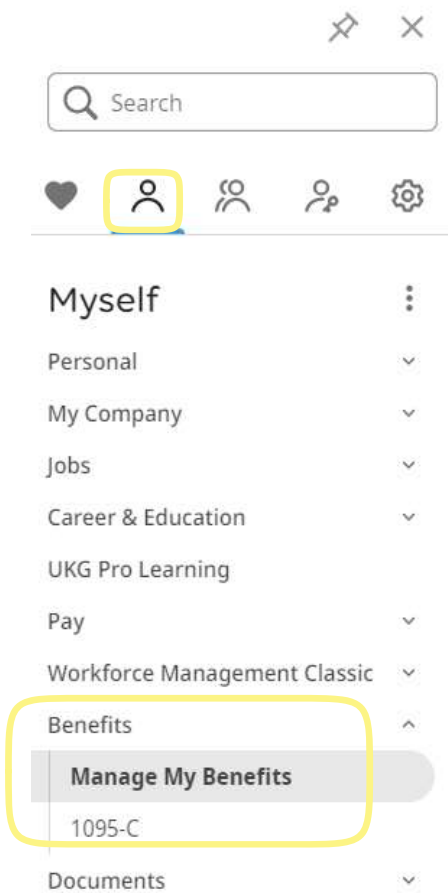 Search
Myself
Personal
My Company
Jobs
Career & Education
UKG Pro Learning
Pay
Workforce Management Classic
Benefits
Manage My Benefits
1095-C
Documents